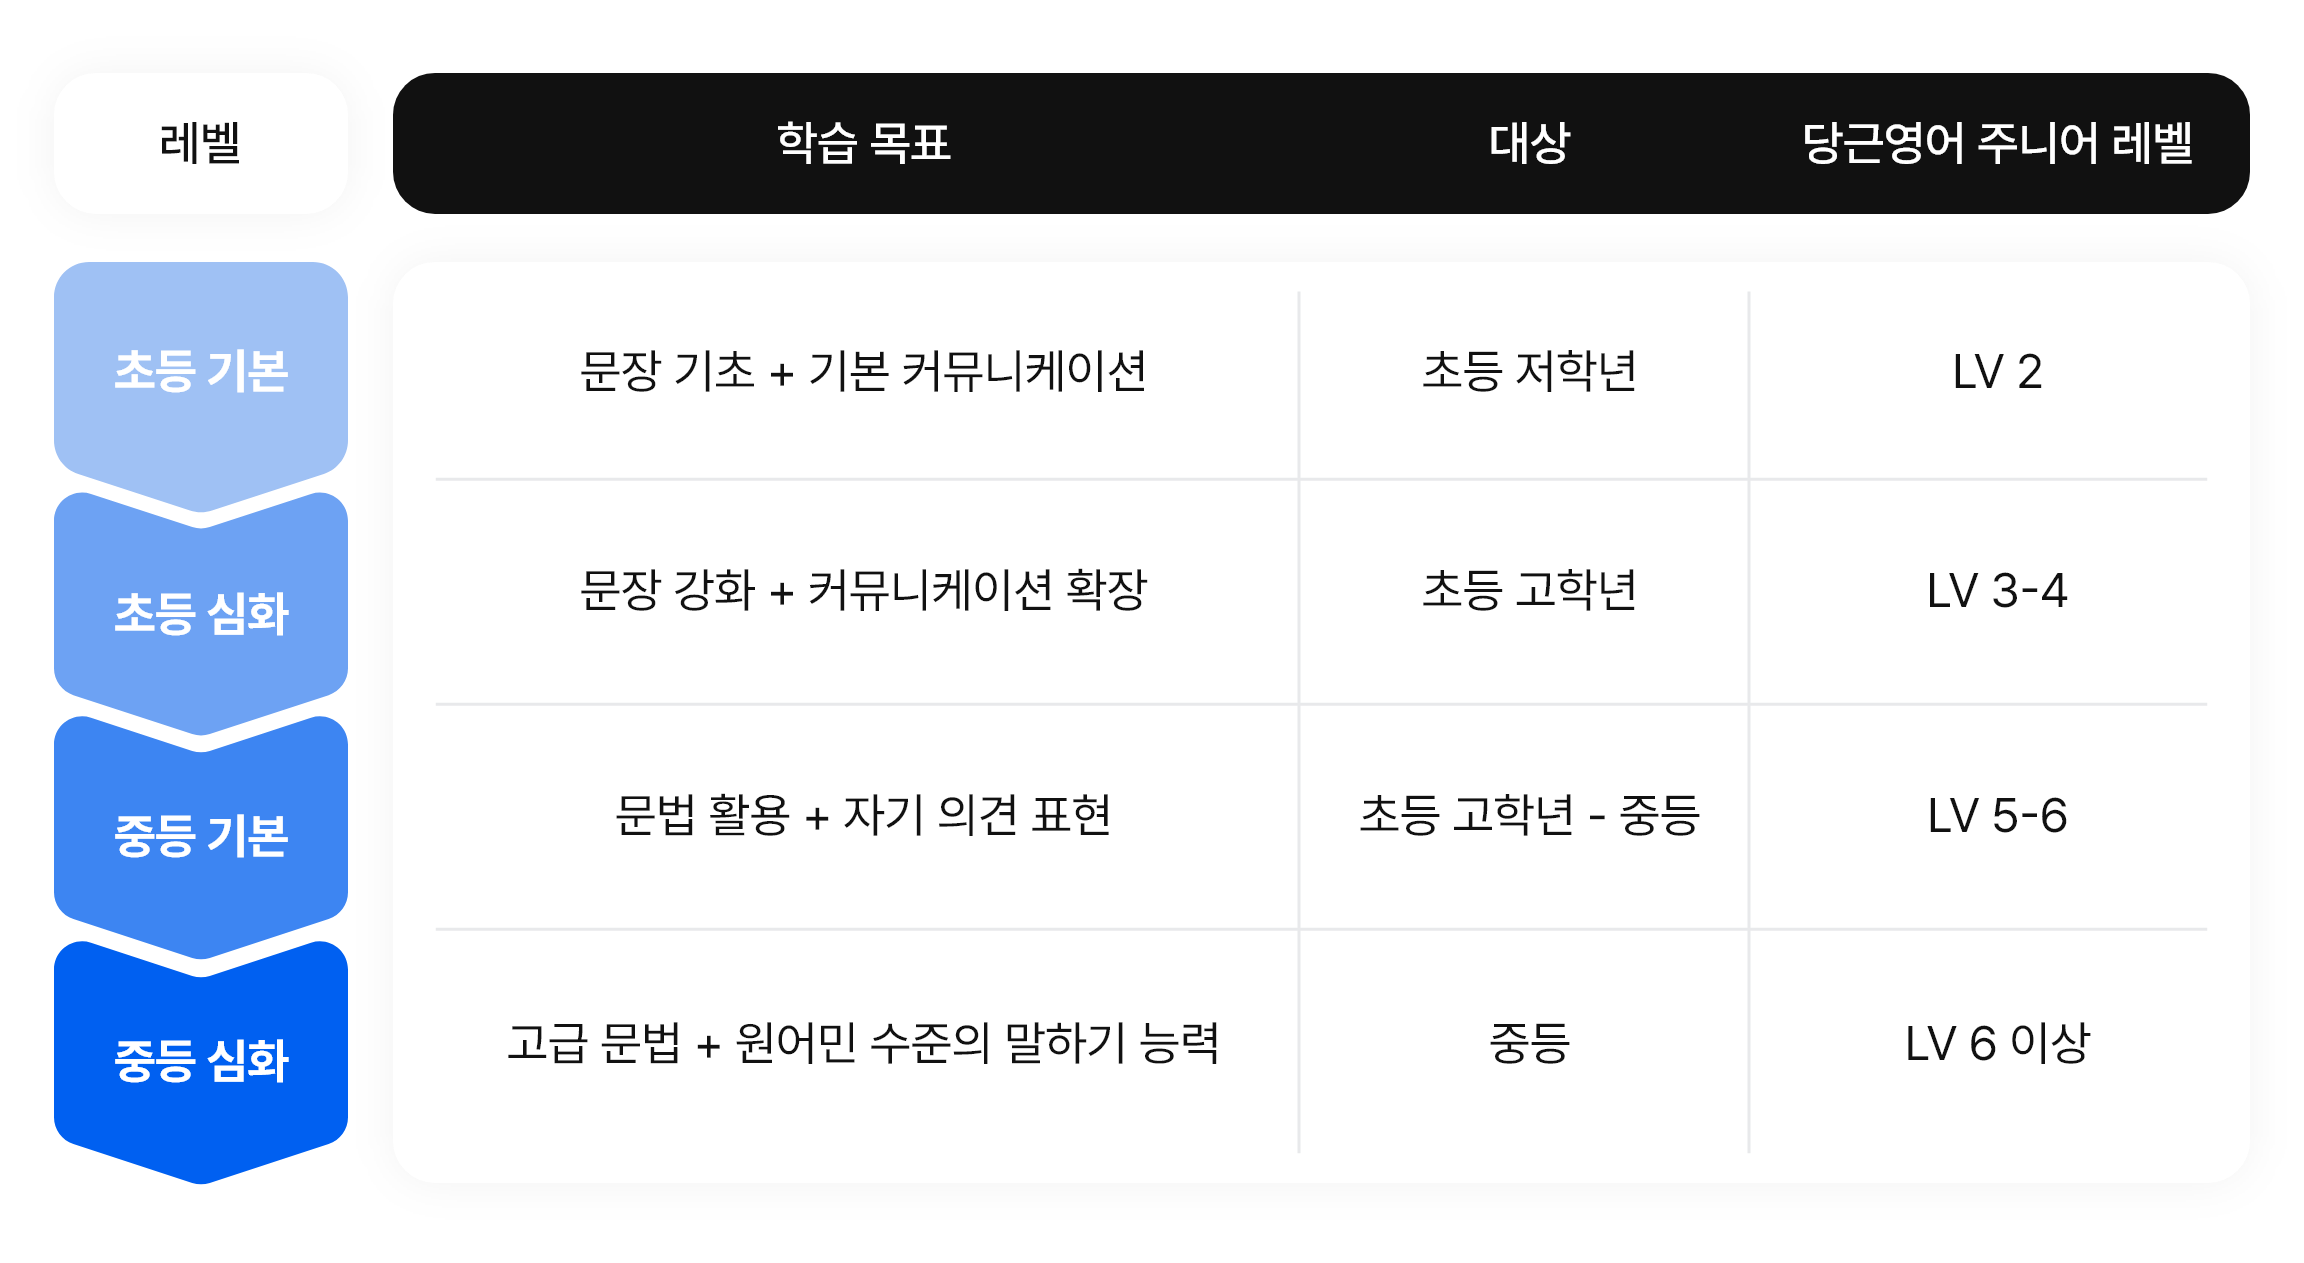 레벨
학습 목표
대상
당근영어 주니어 레벨
초등 기본
문장 기초 + 기본 커뮤니케이션
초등 저학년
LV 2
초등 심화
문장 강화 + 커뮤니케이션 확장
초등 고학년
LV 3-4
중등 기본
문법 활용 + 자기 의견 표현
초등 고학년 - 중등
LV 5-6
중등 심화
고급 문법 + 원어민 수준의 말하기 능력
중등
LV 6 이상